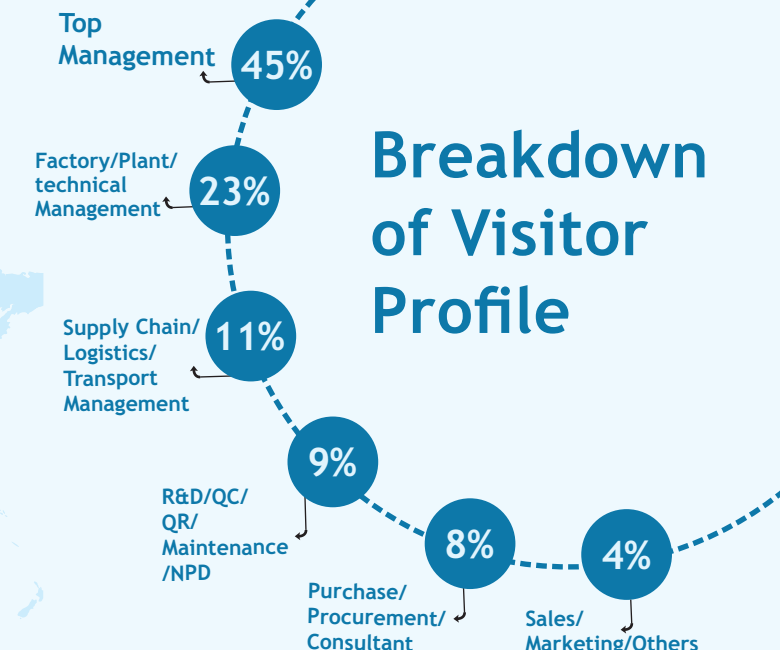 Top
Management
45%
Breakdown
of Visitor
Profile
Factory/Plant/
technical
Management
23%
Supply Chain/
Logistics/
Transport
Management
11%
R&D/QC/
QR/
Maintenance
/NPD
9%
Purchase/
Procurement/
Consultant
8%
Sales/
Marketing/Others
4%